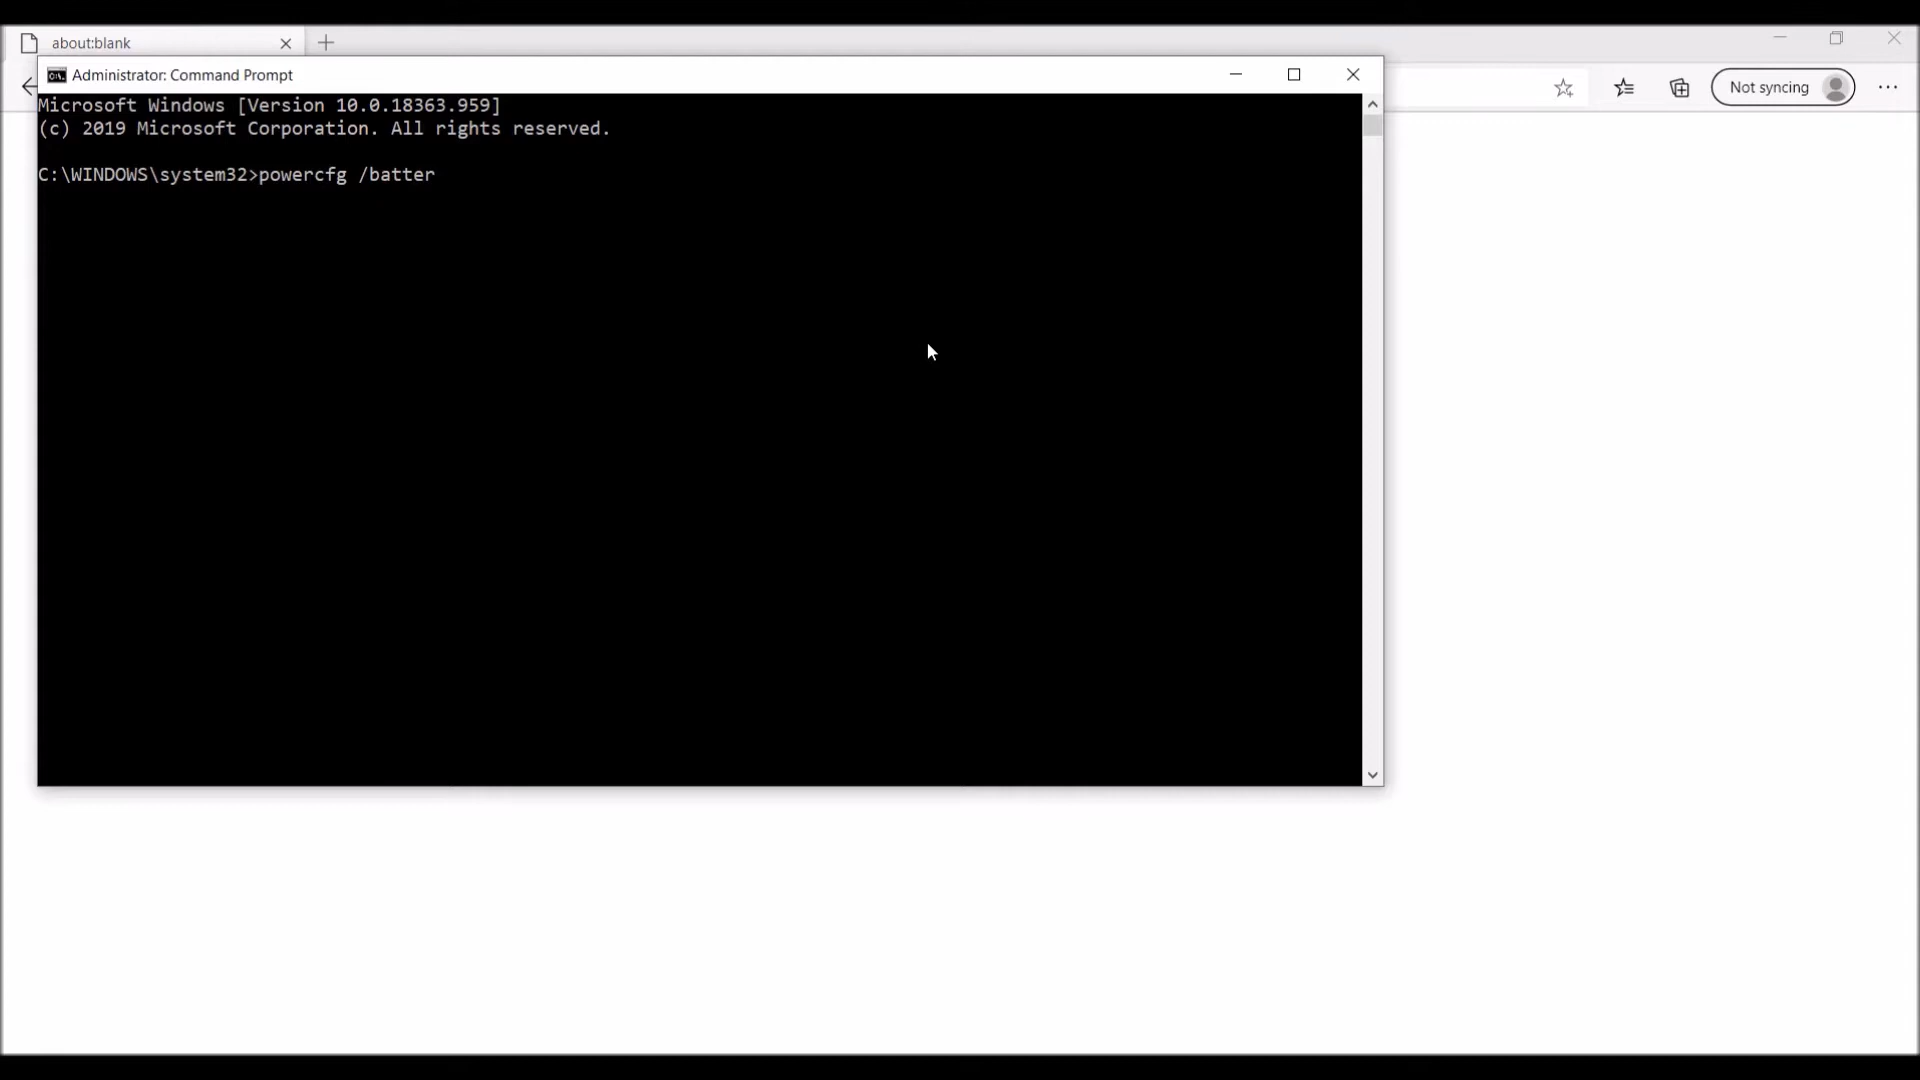 about:blank
Administrator: Command Prompt
Not syncing
Microsoft Windows [Version 10.0.18363.959]
(c) 2019 Microsoft Corporation. All rights reserved.
C:\WINDOWS\system32>powercfg /batter